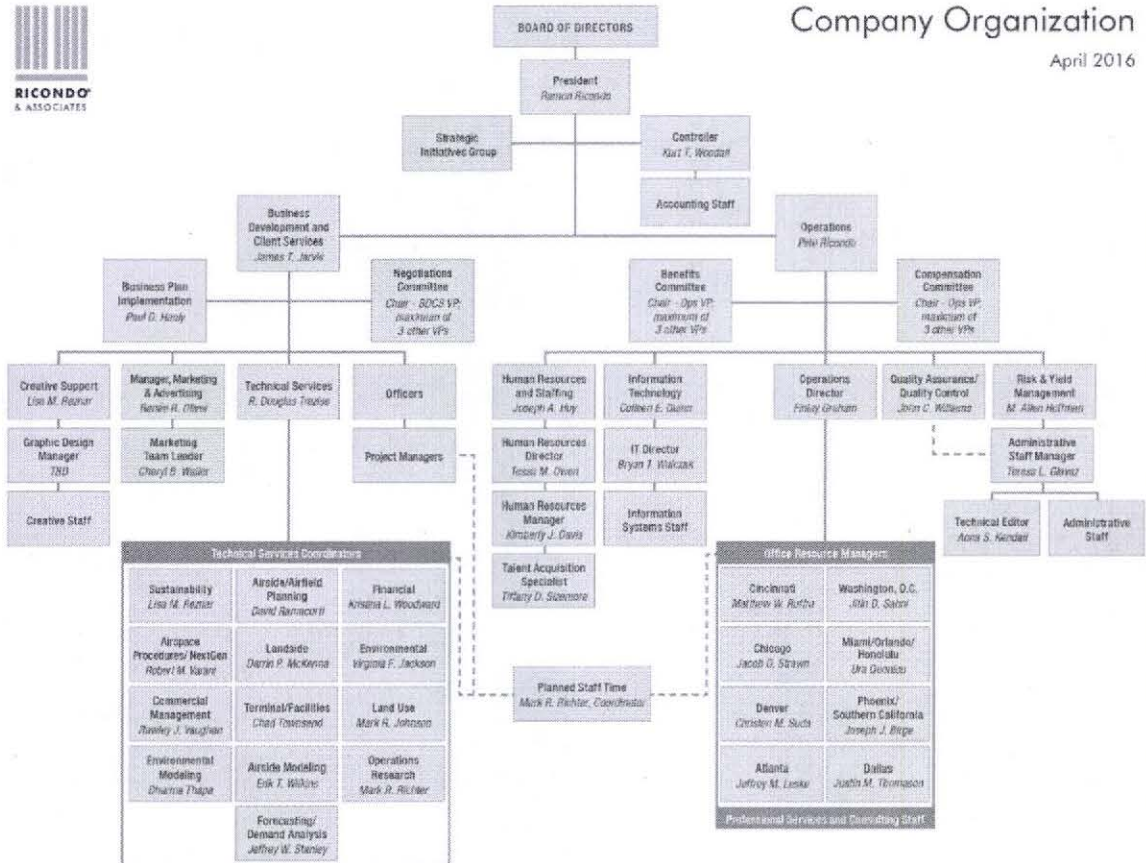 RICONDO®
& ASSOCIATES
Company Organization
April 2016
BOARD OF DIRECTORS
President
Ramon Ricondo
Strategic
Initiatives Group
Controller
Kurt T. Woodall
Accounting Staff
Business
Development and
Client Services
James T. Jarvis
Operations
Pete Ricondo
Business Plan
Implementation
Paul D. Hanly
Negotiations
Committee
Chair - BDCS VP;
maximum of
3 other VPs
Benefits
Committee
Chair - Ops VP;
maximum of
3 other VPs
Compensation
Committee
Chair - Ops VP;
maximum of
3 other VPs
Creative Support
Lisa M. Reznar
Manager, Marketing
& Advertising
Technical Services
R. Douglas Trezise
Officers
Human Resources
and Staffing
Joseph A. Huy
Information
Technology
Colleen E. Quinn
Operations
Director
Finlay Graham
Quality Assurance/
Quality Control
John C. Williams
Risk & Yield
Management
M. Allen Hoffman
Graphic Design
Manager
TBD
Marketing
Team Leader
Cheryl B. Waller
Project Managers
Human Resources
Director
Tessa M. Owen
IT Director
Bryan T. Walczak
Administrative
Staff Manager
Teresa L.
Creative Staff
Human Resources
Manager
Kimberly J. Davis
Information
Systems Staff
Technical Editor
Anna S. Kendall
Administrative
Staff
Talent Acquisition
Specialist
Tiffany D. Sizemore
Technical Services Coordinators
Sustainability
Lisa M. Reznar
Airside/Airfield
Planning
David Ramacorti
Financial
Kristina L. Woodward
Airspace
Procedures/NextGen
Robert M. Varani
Landside
Darrin P. McKenna
Environmental
Virginia F. Jackson
Commercial
Management
Rawley J. Vaughan
Terminal/Facilities
Chad Townsend
Land Use
Mark R. Johnson
Environmental
Modeling
Dharma Thapa
Airside Modeling
Erik T. Wilkins
Operations
Research
Mark R. Richter
Forecasting/
Demand Analysis
Jeffrey W. Stanley
Planned Staff Time
Mark R. Richter, Coordinator
Office Resource Managers
Cincinnati
Matthew W.
Washington, D.C.
Jitin D. Sahni
Chicago
Jacob D. Strawn
Miami/Orlando/
Honolulu
Ura
Denver
Christen M. Suda
Phoenix/
Southern California
Joseph J. Birge
Atlanta
Jeffrey M. Leske
Dallas
Justin M. Thomason
Professional Services and Consulting Staff